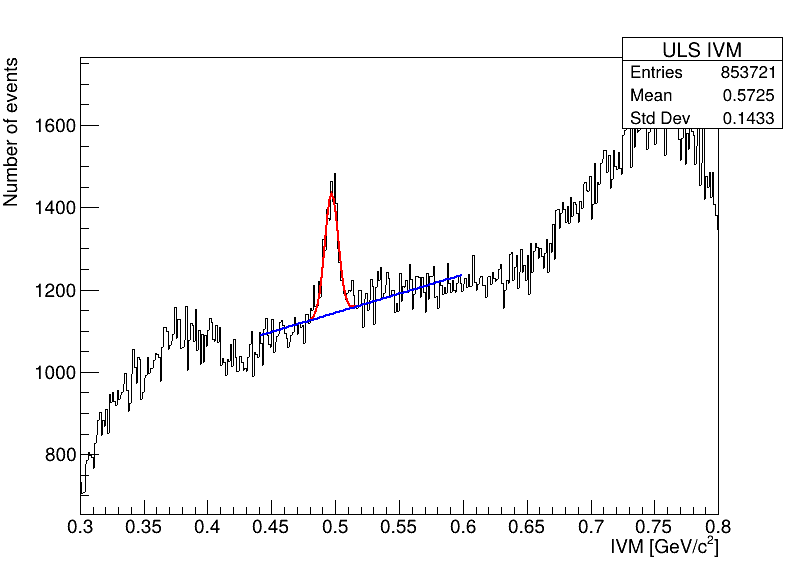 ULS IVM
Entries 853721
Mean 0.5725
Std Dev 0.1433
Number of events
1600
1400
1200
1000
800
0.3 0.35 0.4 0.45 0.5 0.55 0.6 0.65 0.7 0.75 0.8
IVM [GeV/c²]